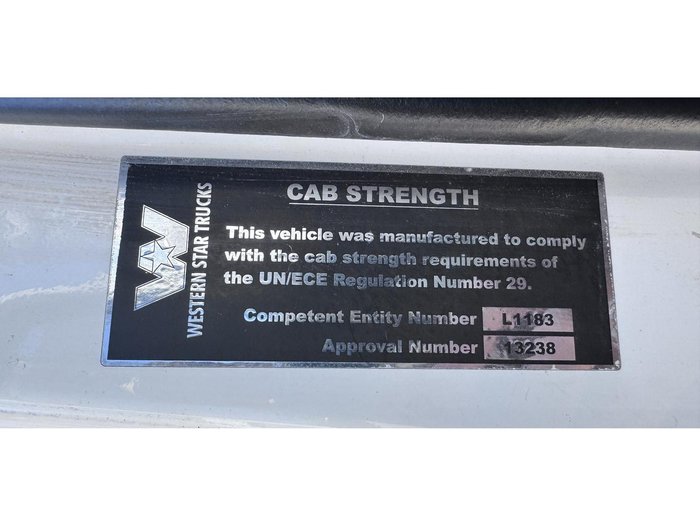 WESTERN STAR TRUCKS
CAB STRENGTH
This vehicle was manufactured to comply
with the cab strength requirements of
the UN/ECE Regulation Number 29.
Competent Entity Number L1183
Approval Number 13238